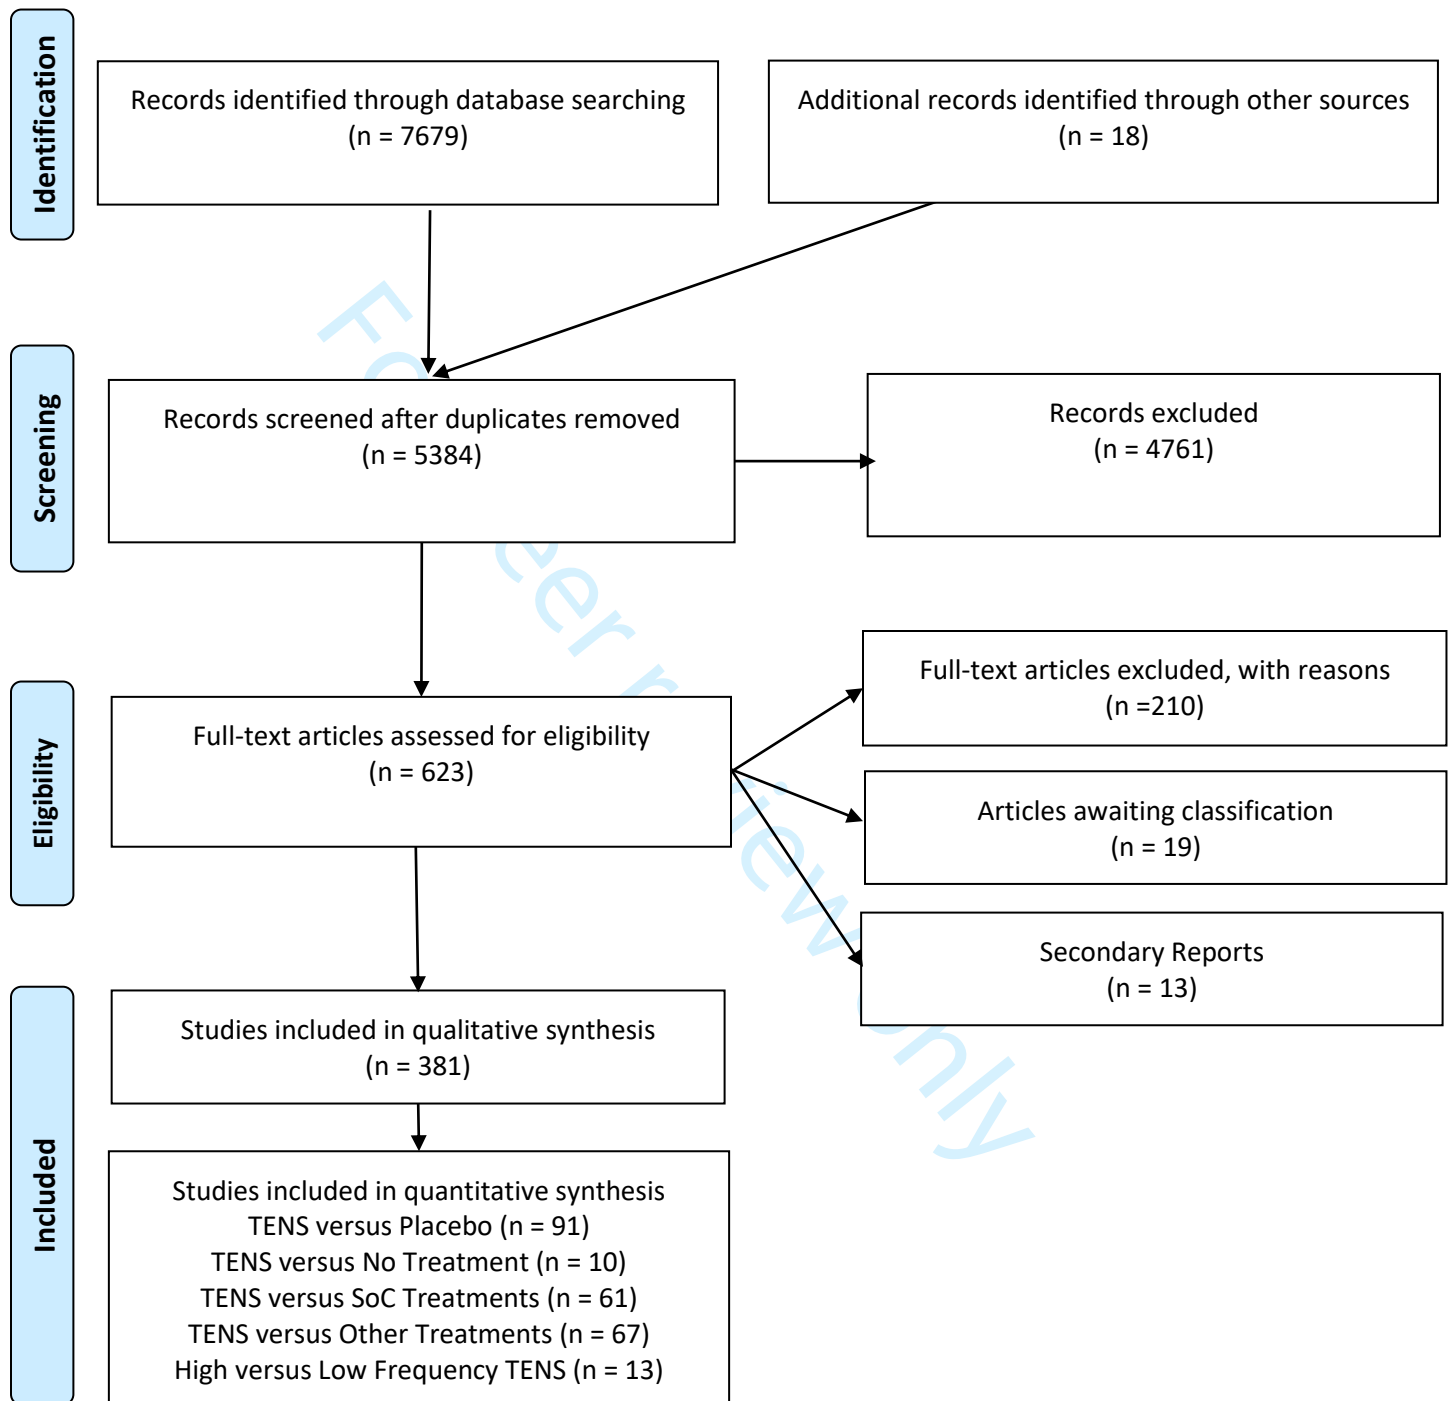 Identification
Records identified through database searching
(n = 7679)
Additional records identified through other sources
(n = 18)
Screening
Records screened after duplicates removed
(n = 5384)
Records excluded
(n = 4761)
Eligibility
Full-text articles assessed for eligibility
(n = 623)
Full-text articles excluded, with reasons
(n =210)
Articles awaiting classification
(n = 19)
Secondary Reports
(n = 13)
Included
Studies included in qualitative synthesis
(n = 381)
Studies included in quantitative synthesis
TENS versus Placebo (n = 91)
TENS versus No Treatment (n = 10)
TENS versus SoC Treatments (n = 61)
TENS versus Other Treatments (n = 67)
High versus Low Frequency TENS (n = 13)
only